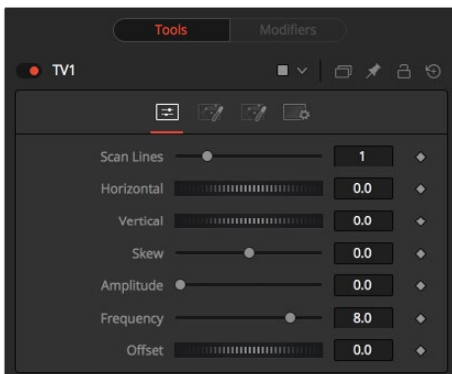 Tools Modifiers
TV1
Scan Lines 1
Horizontal 0.0
Vertical 0.0
Skew 0.0
Amplitude 0.0
Frequency 8.0
Offset 0.0